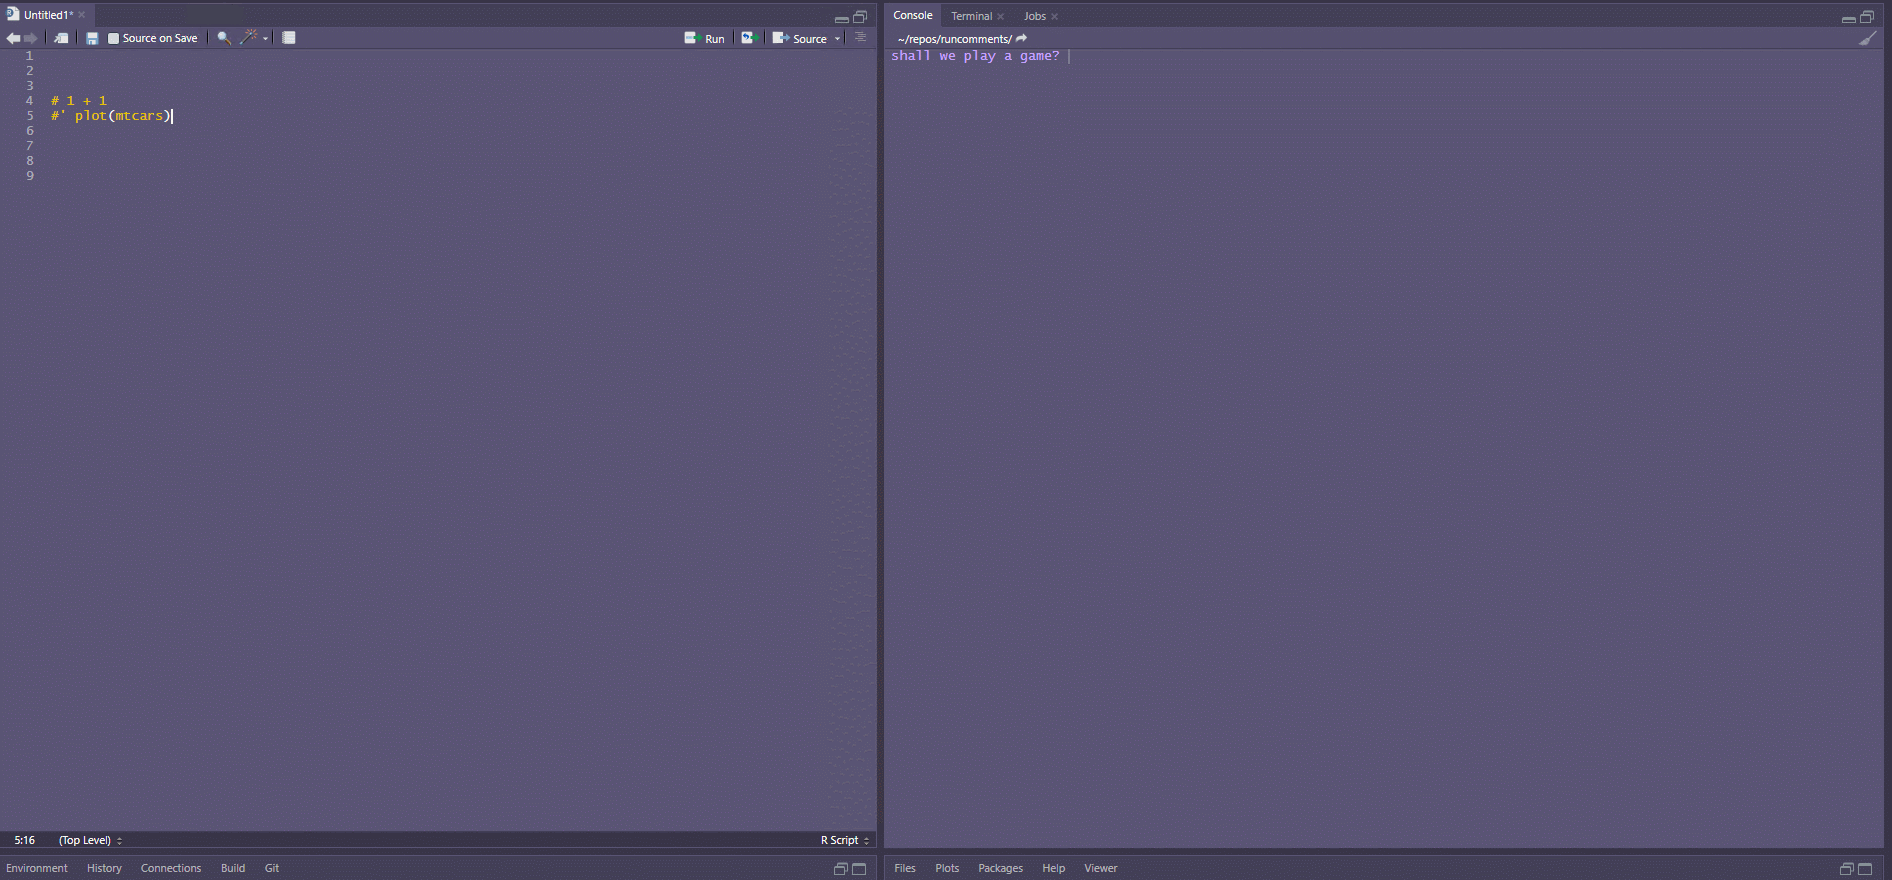 Untitled1*
Source on Save
Run
Source
1
2
3
4 # 1 + 1
5 #' plot(mtcars)
6
7
8
9
5:16 (Top Level) R Script
Environment History Connections Build Git
Console Terminal Jobs
~/repos/runcomments/
shall we play a game?
Files Plots Packages Help Viewer